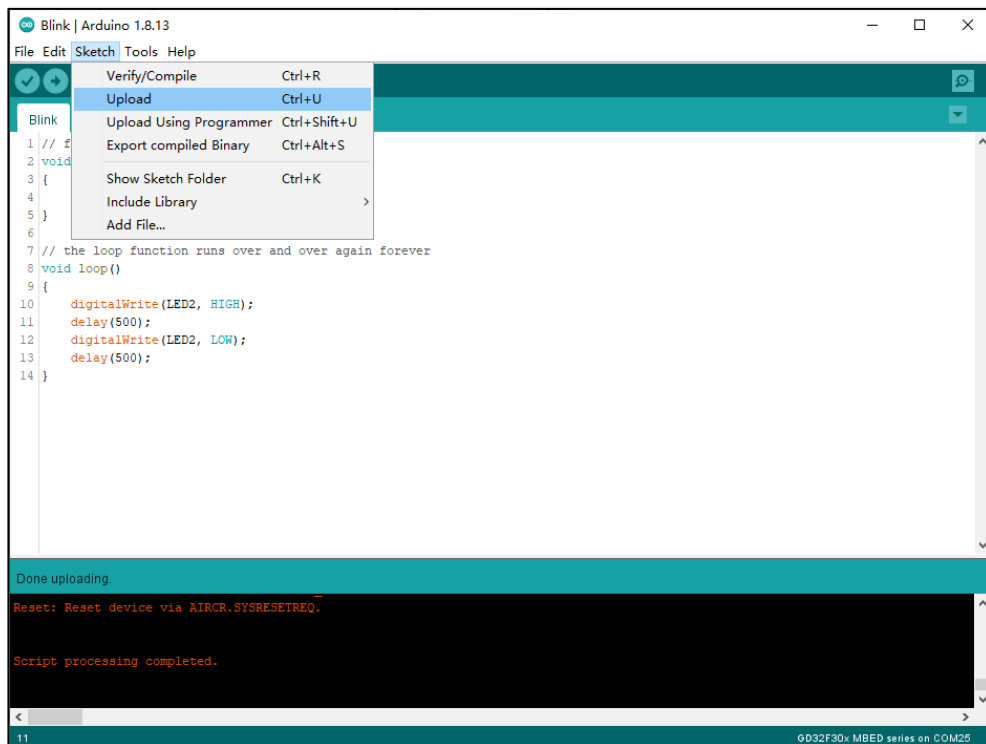 Blink | Arduino 1.8.13
File Edit Sketch Tools Help
Verify/Compile Ctrl+R
Upload Ctrl+U
Upload Using Programmer Ctrl+Shift+U
Export compiled Binary Ctrl+Alt+S
Show Sketch Folder Ctrl+K
Include Library >
Add File...
Blink
1 // f
2 void
3 {
4
5 }
6
7 // the loop function runs over and over again forever
8 void loop()
9 {
10 digitalWrite(LED2, HIGH);
11 delay(500);
12 digitalWrite(LED2, LOW);
13 delay(500);
14 }
Done uploading.
Reset: Reset device via AIRCR.SYSRESETREQ.
Script processing completed.
11 GD32F30x MBED series on COM25